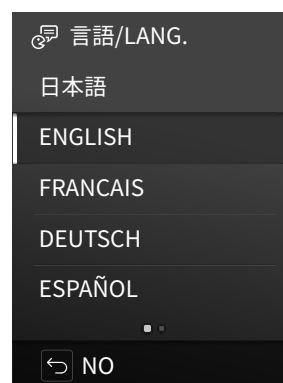 言語/LANG.
日本語
ENGLISH
FRANCAIS
DEUTSCH
ESPAÑOL
NO